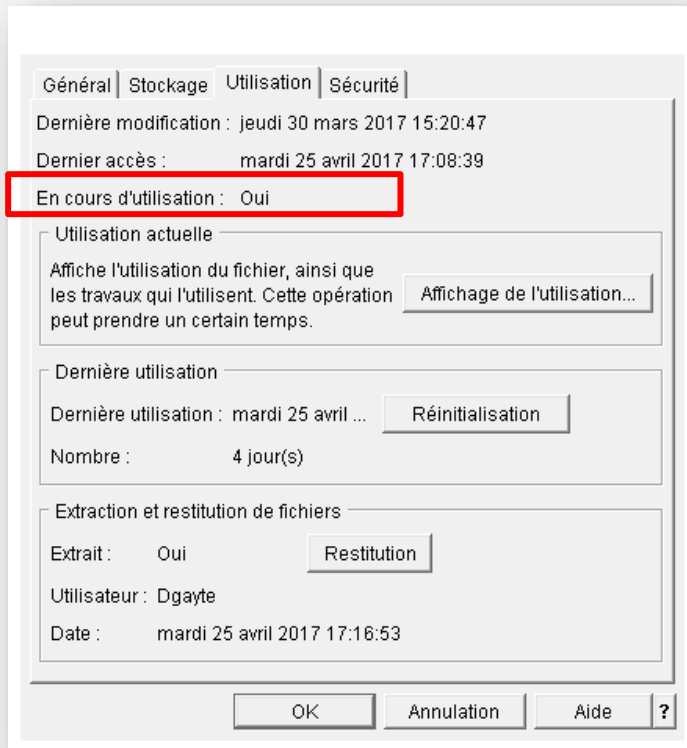 Général Stockage Utilisation Sécurité
Dernière modification : jeudi 30 mars 2017 15:20:47
Dernier accès : mardi 25 avril 2017 17:08:39
En cours d'utilisation : Oui
Utilisation actuelle
Affiche l'utilisation du fichier, ainsi que
les travaux qui l'utilisent. Cette opération
peut prendre un certain temps.
Affichage de l'utilisation...
Dernière utilisation
Dernière utilisation : mardi 25 avril ... Réinitialisation
Nombre : 4 jour(s)
Extraction et restitution de fichiers
Extrait : Oui Restitution
Utilisateur : Dgayte
Date : mardi 25 avril 2017 17:16:53
OK Annulation Aide ?